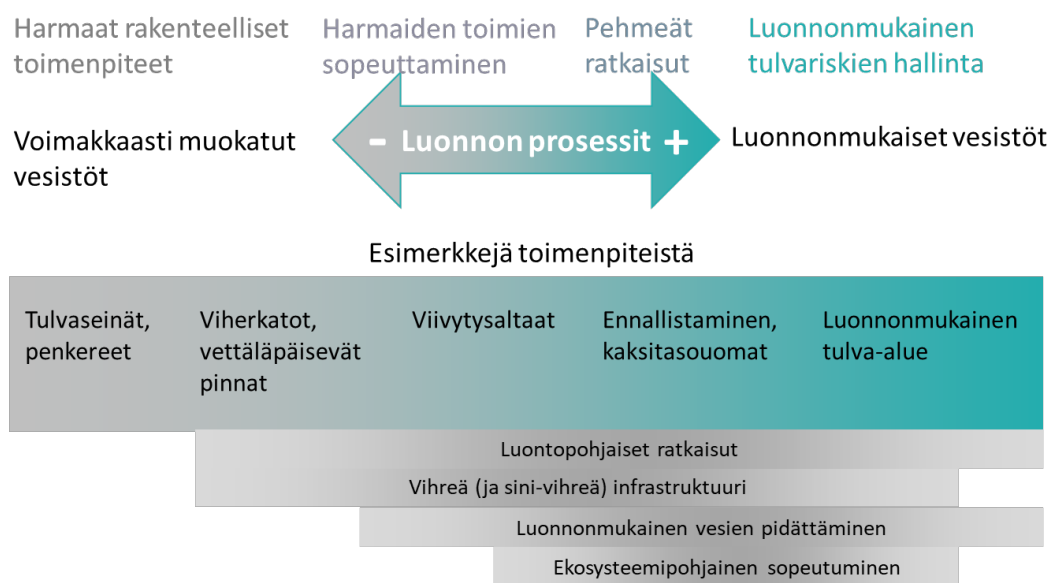 Harmaat rakenteelliset
toimenpiteet
Harmaiden toimien
sopeuttaminen
Pehmeät
ratkaisut
Luonnonmukainen
tulvariskien hallinta
Voimakkaasti muokatut
vesistöt
- Luonnon prosessit +
Luonnonmukaiset vesistöt
Esimerkkejä toimenpiteistä
Tulvaseinät,
penkereet
Viherkatot,
vettäläpäisevät
pinnat
Viivytysaltaat
Ennallistaminen,
kaksitasouomat
Luonnonmukainen
tulva-alue
Luontopohjaiset ratkaisut
Vihreä (ja sini-vihreä) infrastruktuuri
Luonnonmukainen vesien pidättäminen
Ekosysteemipohjainen sopeutuminen